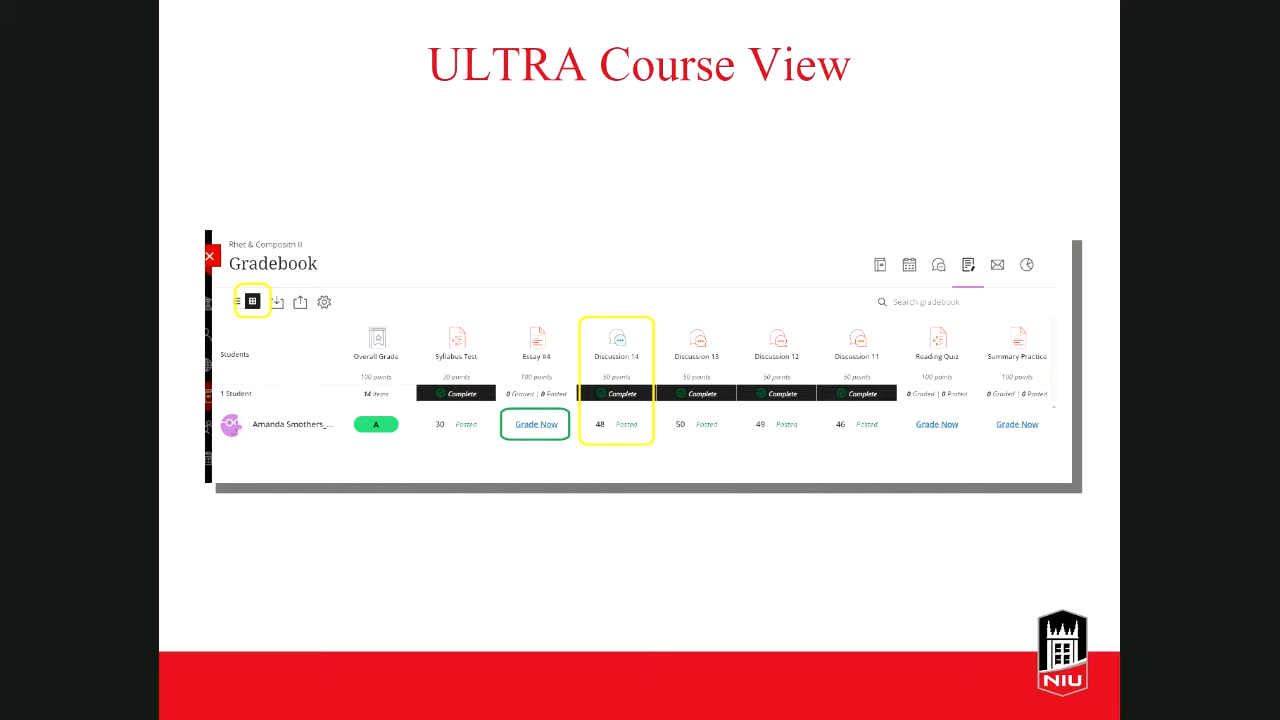 ULTRA Course View
Rhet & Compositn II
Gradebook
Search gradebook
Students
Overall Grade
Syllabus Test
Essay #4
Discussion 14
Discussion 13
Discussion 12
Discussion 11
Reading Quiz
Summary Practice
100 points
30 points
100 points
50 points
50 points
50 points
50 points
100 points
100 points
1 Student
14 items
Complete
0 Graded | 0 Posted
Complete
Complete
Complete
Complete
0 Graded | 0 Posted
0 Graded | 0 Posted
Amanda Smothers_...
A
30 Posted
Grade Now
48 Posted
50 Posted
49 Posted
46 Posted
Grade Now
Grade Now
NIU